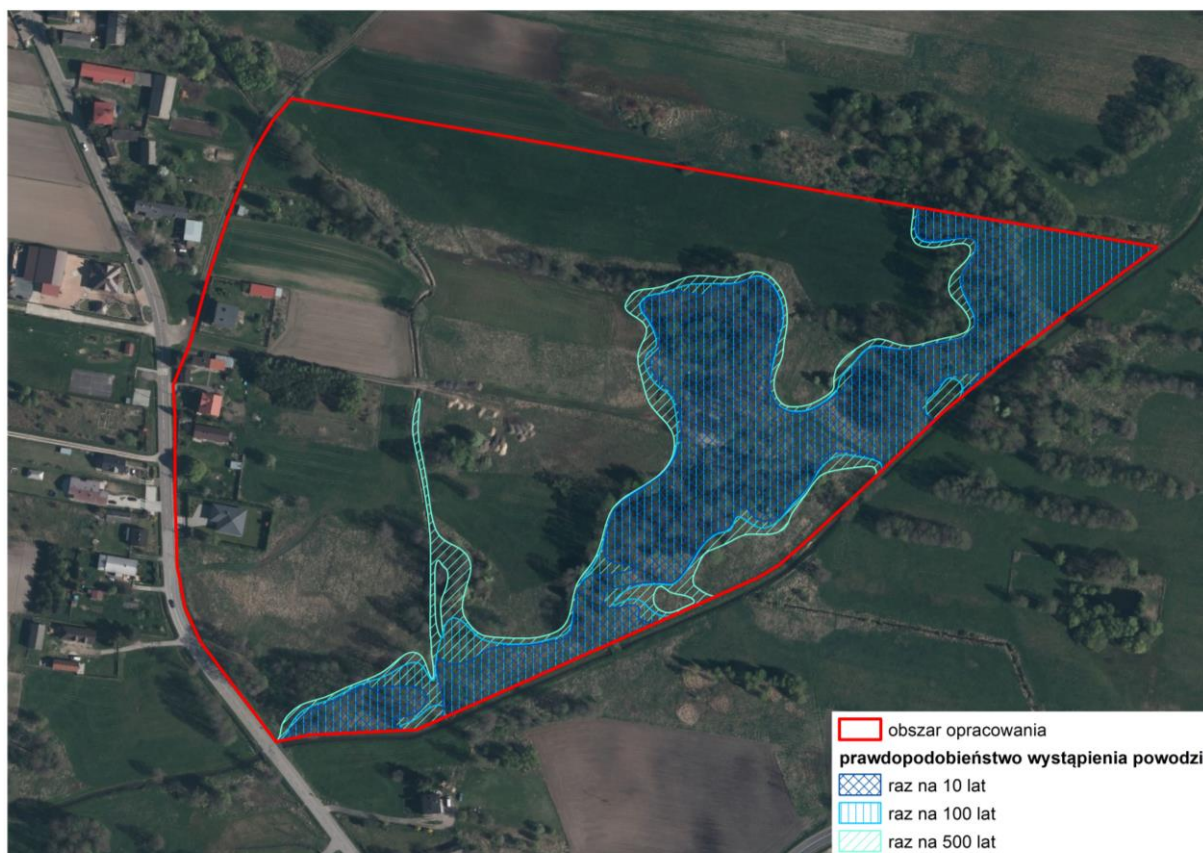 obszar opracowania
prawdopodobieństwo wystąpienia powodzi
raz na 10 lat
raz na 100 lat
raz na 500 lat